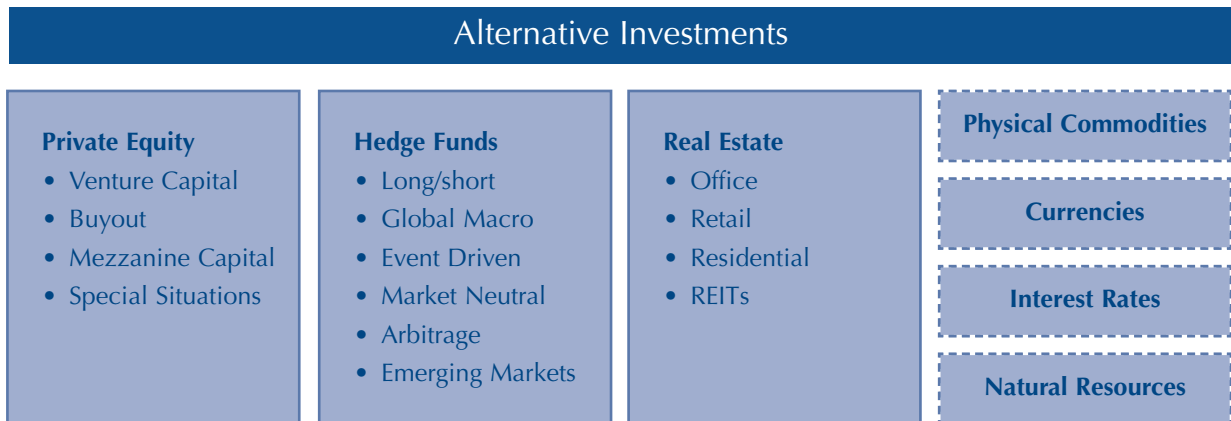 Alternative Investments
Private Equity
• Venture Capital
• Buyout
• Mezzanine Capital
• Special Situations
Hedge Funds
• Long/short
• Global Macro
• Event Driven
• Market Neutral
• Arbitrage
• Emerging Markets
Real Estate
• Office
• Retail
• Residential
• REITs
Physical Commodities
Currencies
Interest Rates
Natural Resources